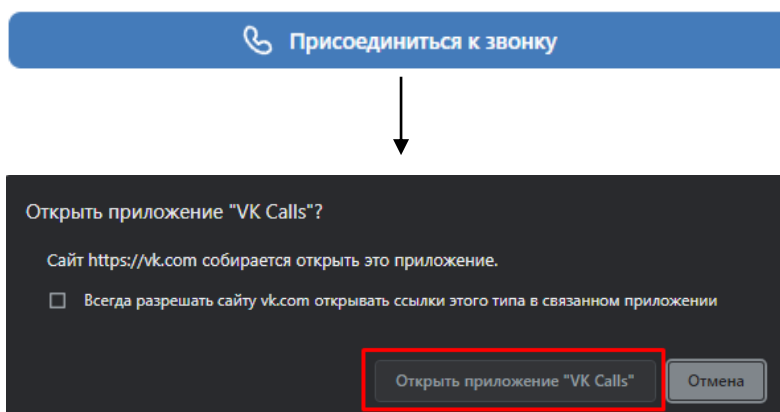 Присоединиться к звонку
Открыть приложение "VK Calls"?
Сайт https://vk.com собирается открыть это приложение.
Всегда разрешать сайту vk.com открывать ссылки этого типа в связанном приложении
Открыть приложение "VK Calls" Отмена